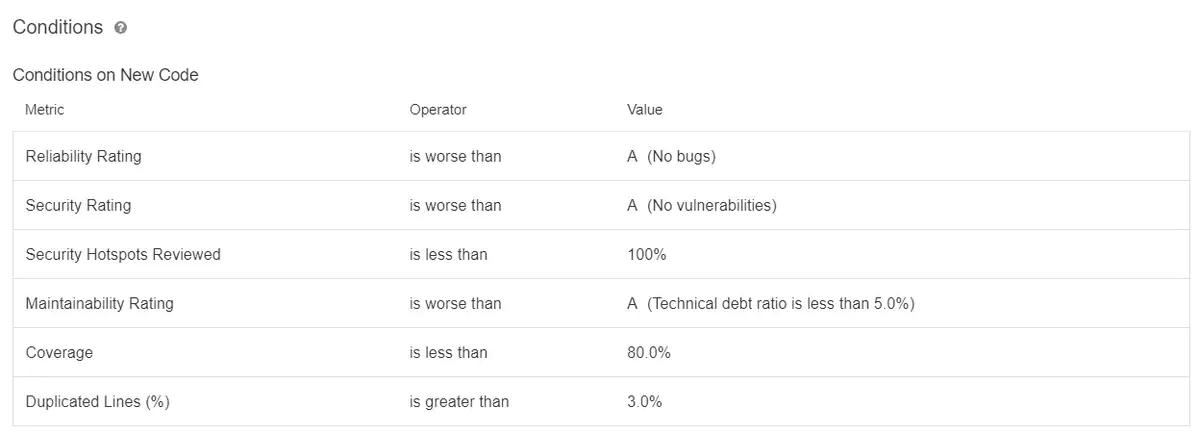 Conditions ?
Conditions on New Code
Metric Operator Value
Reliability Rating is worse than A (No bugs)
Security Rating is worse than A (No vulnerabilities)
Security Hotspots Reviewed is less than 100%
Maintainability Rating is worse than A (Technical debt ratio is less than 5.0%)
Coverage is less than 80.0%
Duplicated Lines (%) is greater than 3.0%